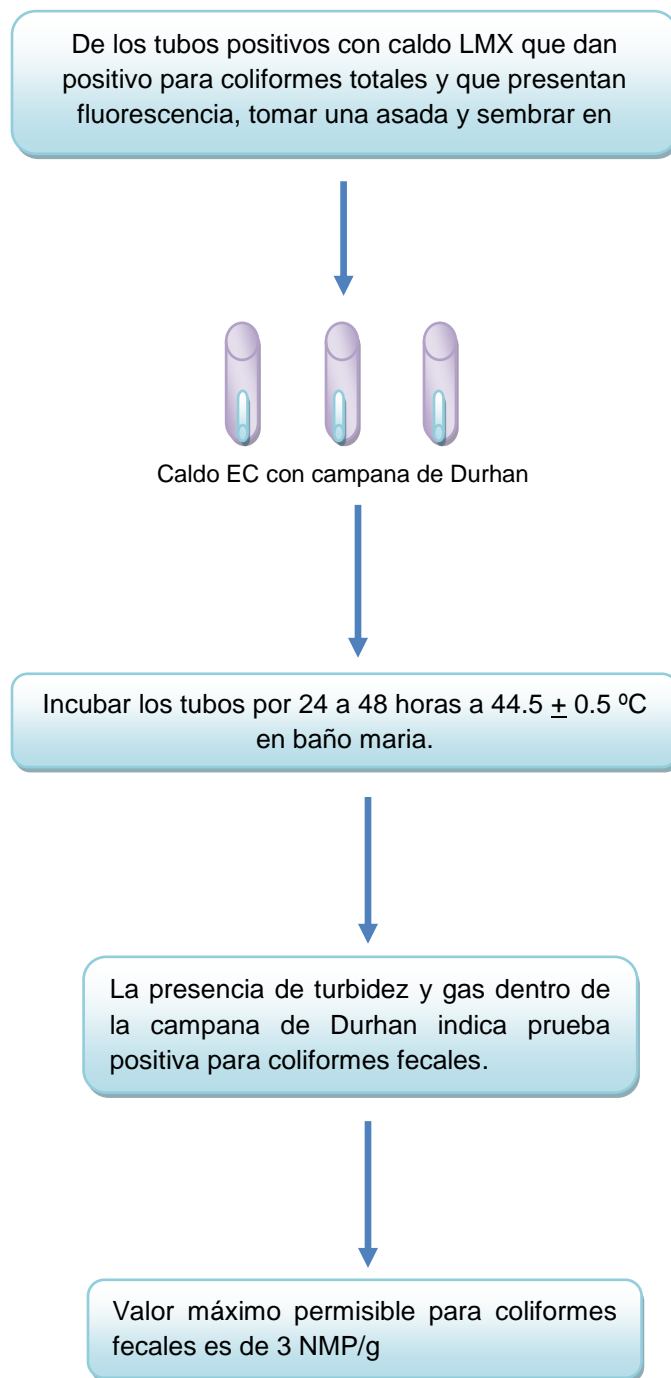 De los tubos positivos con caldo LMX que dan
positivo para coliformes totales y que presentan
fluorescencia, tomar una asada y sembrar en
Caldo EC con campana de Durhan
Incubar los tubos por 24 a 48 horas a 44.5 ± 0.5 ºC
en baño maria.
La presencia de turbidez y gas dentro de
la campana de Durhan indica prueba
positiva para coliformes fecales.
Valor máximo permisible para coliformes
fecales es de 3 NMP/g